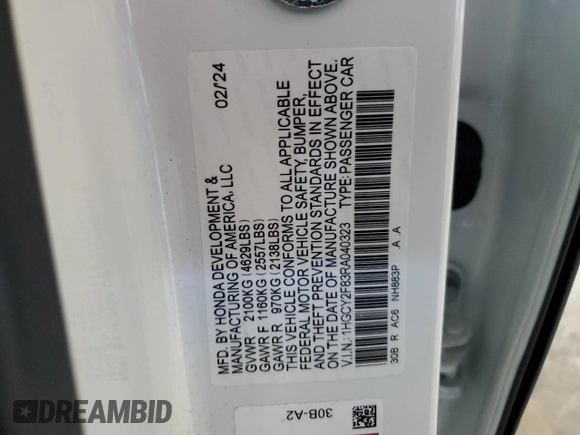 MFD. BY HONDA DEVELOPMENT &
MANUFACTURING OF AMERICA, LLC 02/24
GVWR 2100KG (4629LBS)
GAWR F 1160KG (2557LBS)
GAWR R 970KG (2138LBS)
THIS VEHICLE CONFORMS TO ALL APPLICABLE
FEDERAL MOTOR VEHICLE SAFETY, BUMPER,
AND THEFT PREVENTION STANDARDS IN EFFECT
ON THE DATE OF MANUFACTURE SHOWN ABOVE.
V.I.N.: 1HGCY2F83RA040323 TYPE: PASSENGER CAR
30B R AC6 NH883P A A
30B-A2
DREAMBID